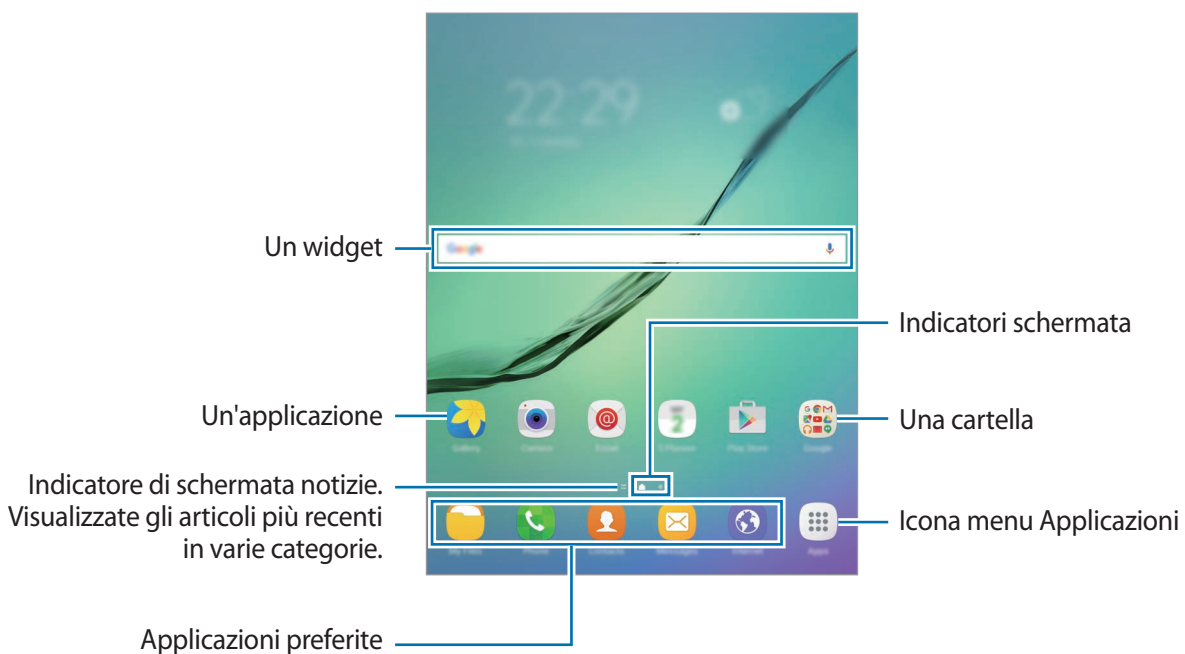 22:29
Google
Un widget
Indicatori schermata
Un'applicazione
Una cartella
Gallery
Camera
Email
S Planner
Play Store
Google
Indicatore di schermata notizie.
Visualizzate gli articoli più recenti
in varie categorie.
Icona menu Applicazioni
My Files
Phone
Contacts
Messages
Internet
Apps
Applicazioni preferite